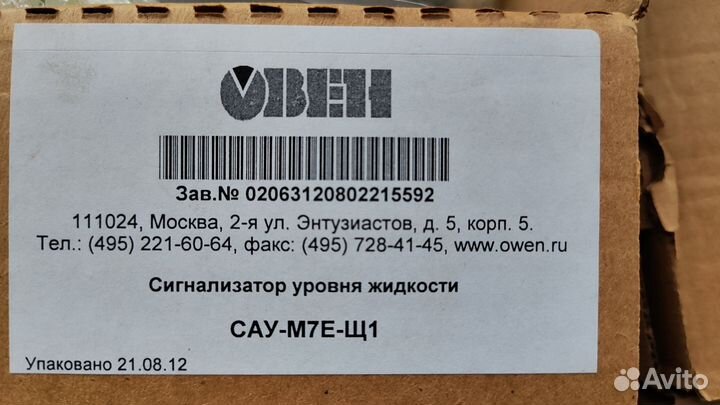 ОВЕН
Зав.№ 02063120802215592
111024, Москва, 2-я ул. Энтузиастов, д. 5, корп. 5.
Тел.: (495) 221-60-64, факс: (495) 728-41-45, www.owen.ru
Сигнализатор уровня жидкости
САУ-М7Е-Щ1
Упаковано 21.08.12
Avito